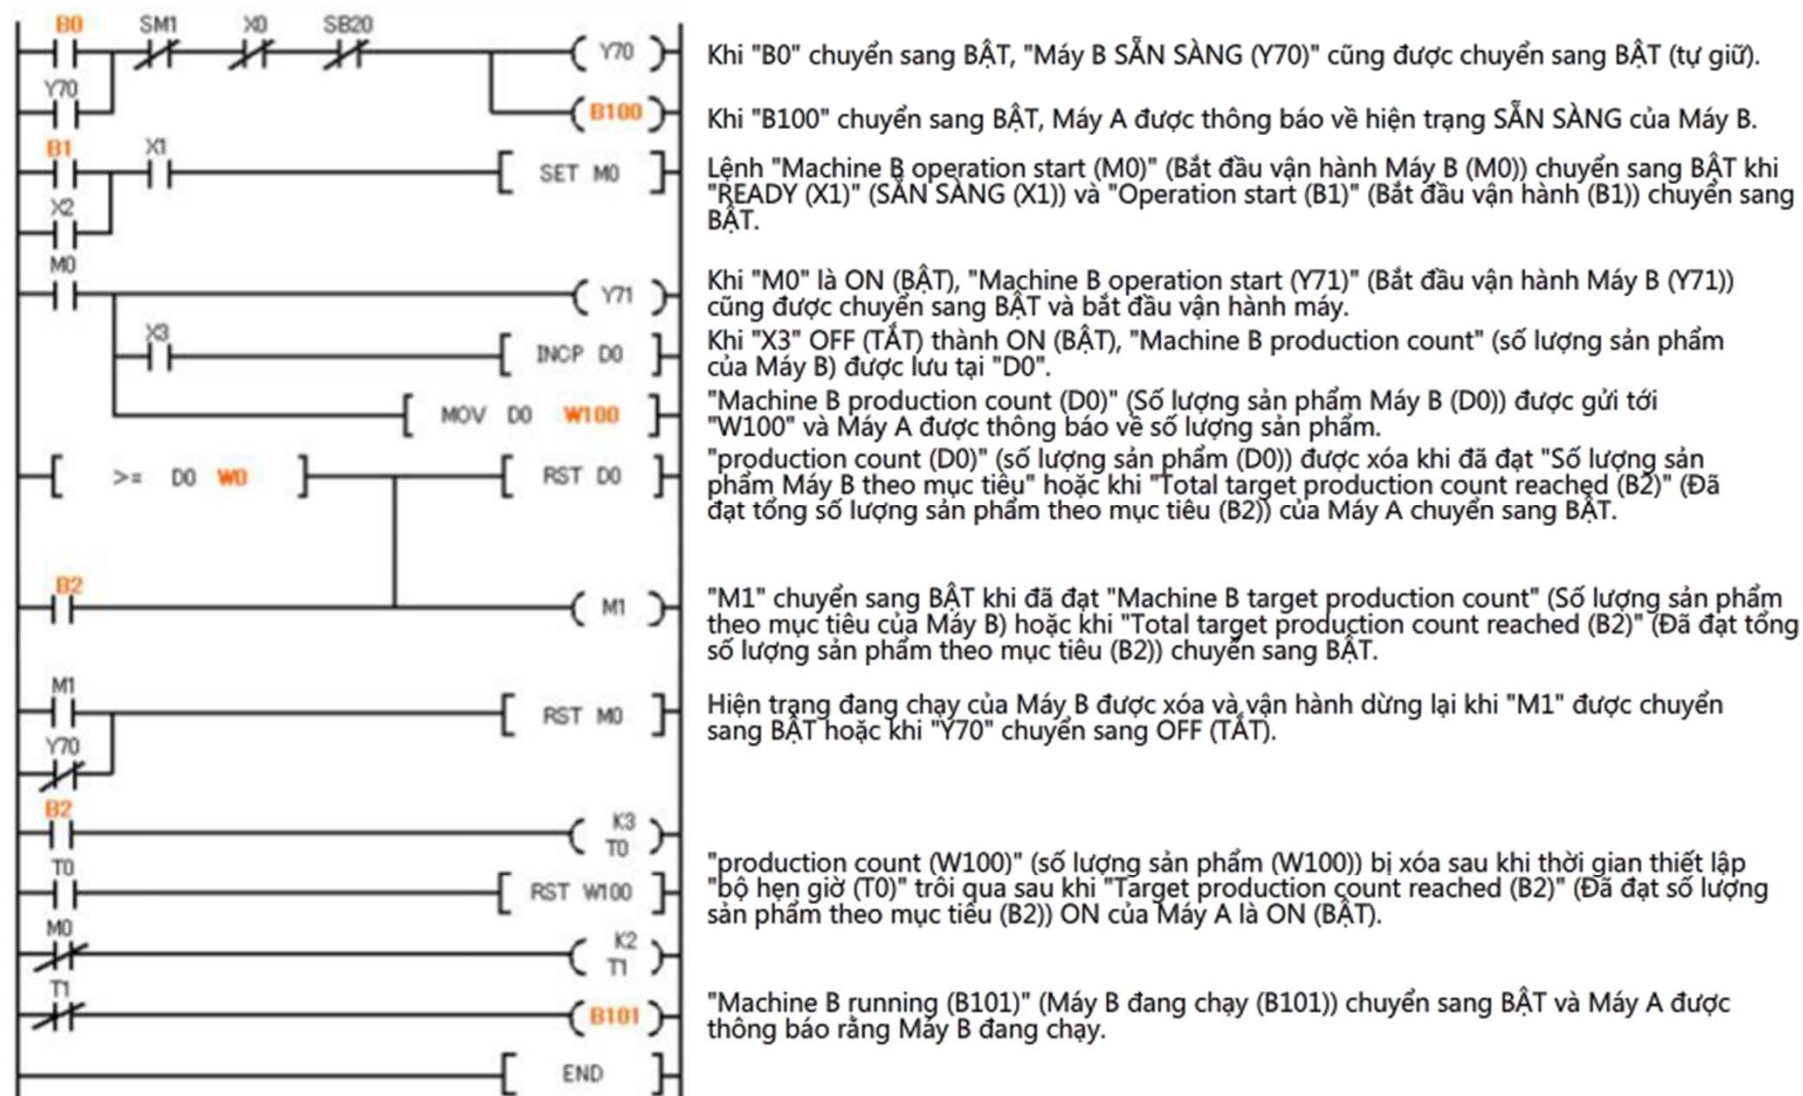 B0 SM1 X0 SB20
Y70 Khi "B0" chuyển sang BẬT, "Máy B SẴN SÀNG (Y70)" cũng được chuyển sang BẬT (tự giữ).
Y70
B100 Khi "B100" chuyển sang BẬT, Máy A được thông báo về hiện trạng SẴN SÀNG của Máy B.
B1 X1
SET M0 Lệnh "Machine B operation start (M0)" (Bắt đầu vận hành Máy B (M0)) chuyển sang BẬT khi
"READY (X1)" (SẴN SÀNG (X1)) và "Operation start (B1)" (Bắt đầu vận hành (B1)) chuyển sang
X2 BẬT.
M0
Y71 Khi "M0" là ON (BẬT), "Machine B operation start (Y71)" (Bắt đầu vận hành Máy B (Y71))
cũng được chuyển sang BẬT và bắt đầu vận hành máy.
X3
INCP D0 Khi "X3" OFF (TẮT) thành ON (BẬT), "Machine B production count" (số lượng sản phẩm
của Máy B) được lưu tại "D0".
MOV D0 W100 "Machine B production count (D0)" (Số lượng sản phẩm Máy B (D0)) được gửi tới
"W100" và Máy A được thông báo về số lượng sản phẩm.
>= D0 W0 RST D0 "production count (D0)" (số lượng sản phẩm (D0)) được xóa khi đã đạt "Số lượng sản
phẩm Máy B theo mục tiêu" hoặc khi "Total target production count reached (B2)" (Đã
đạt tổng số lượng sản phẩm theo mục tiêu (B2)) của Máy A chuyển sang BẬT.
B2
M1 "M1" chuyển sang BẬT khi đã đạt "Machine B target production count" (Số lượng sản phẩm
theo mục tiêu của Máy B) hoặc khi "Total target production count reached (B2)" (Đã đạt tổng
số lượng sản phẩm theo mục tiêu (B2)) chuyển sang BẬT.
M1
RST M0 Hiện trạng đang chạy của Máy B được xóa và vận hành dừng lại khi "M1" được chuyển
sang BẬT hoặc khi "Y70" chuyển sang OFF (TẮT).
Y70
B2
K3
T0
T0
RST W100 "production count (W100)" (số lượng sản phẩm (W100)) bị xóa sau khi thời gian thiết lập
"bộ hẹn giờ (T0)" trôi qua sau khi "Target production count reached (B2)" (Đã đạt số lượng
sản phẩm theo mục tiêu (B2)) ON của Máy A là ON (BẬT).
M0
K2
T1
T1
B101 "Machine B running (B101)" (Máy B đang chạy (B101)) chuyển sang BẬT và Máy A được
thông báo rằng Máy B đang chạy.
END